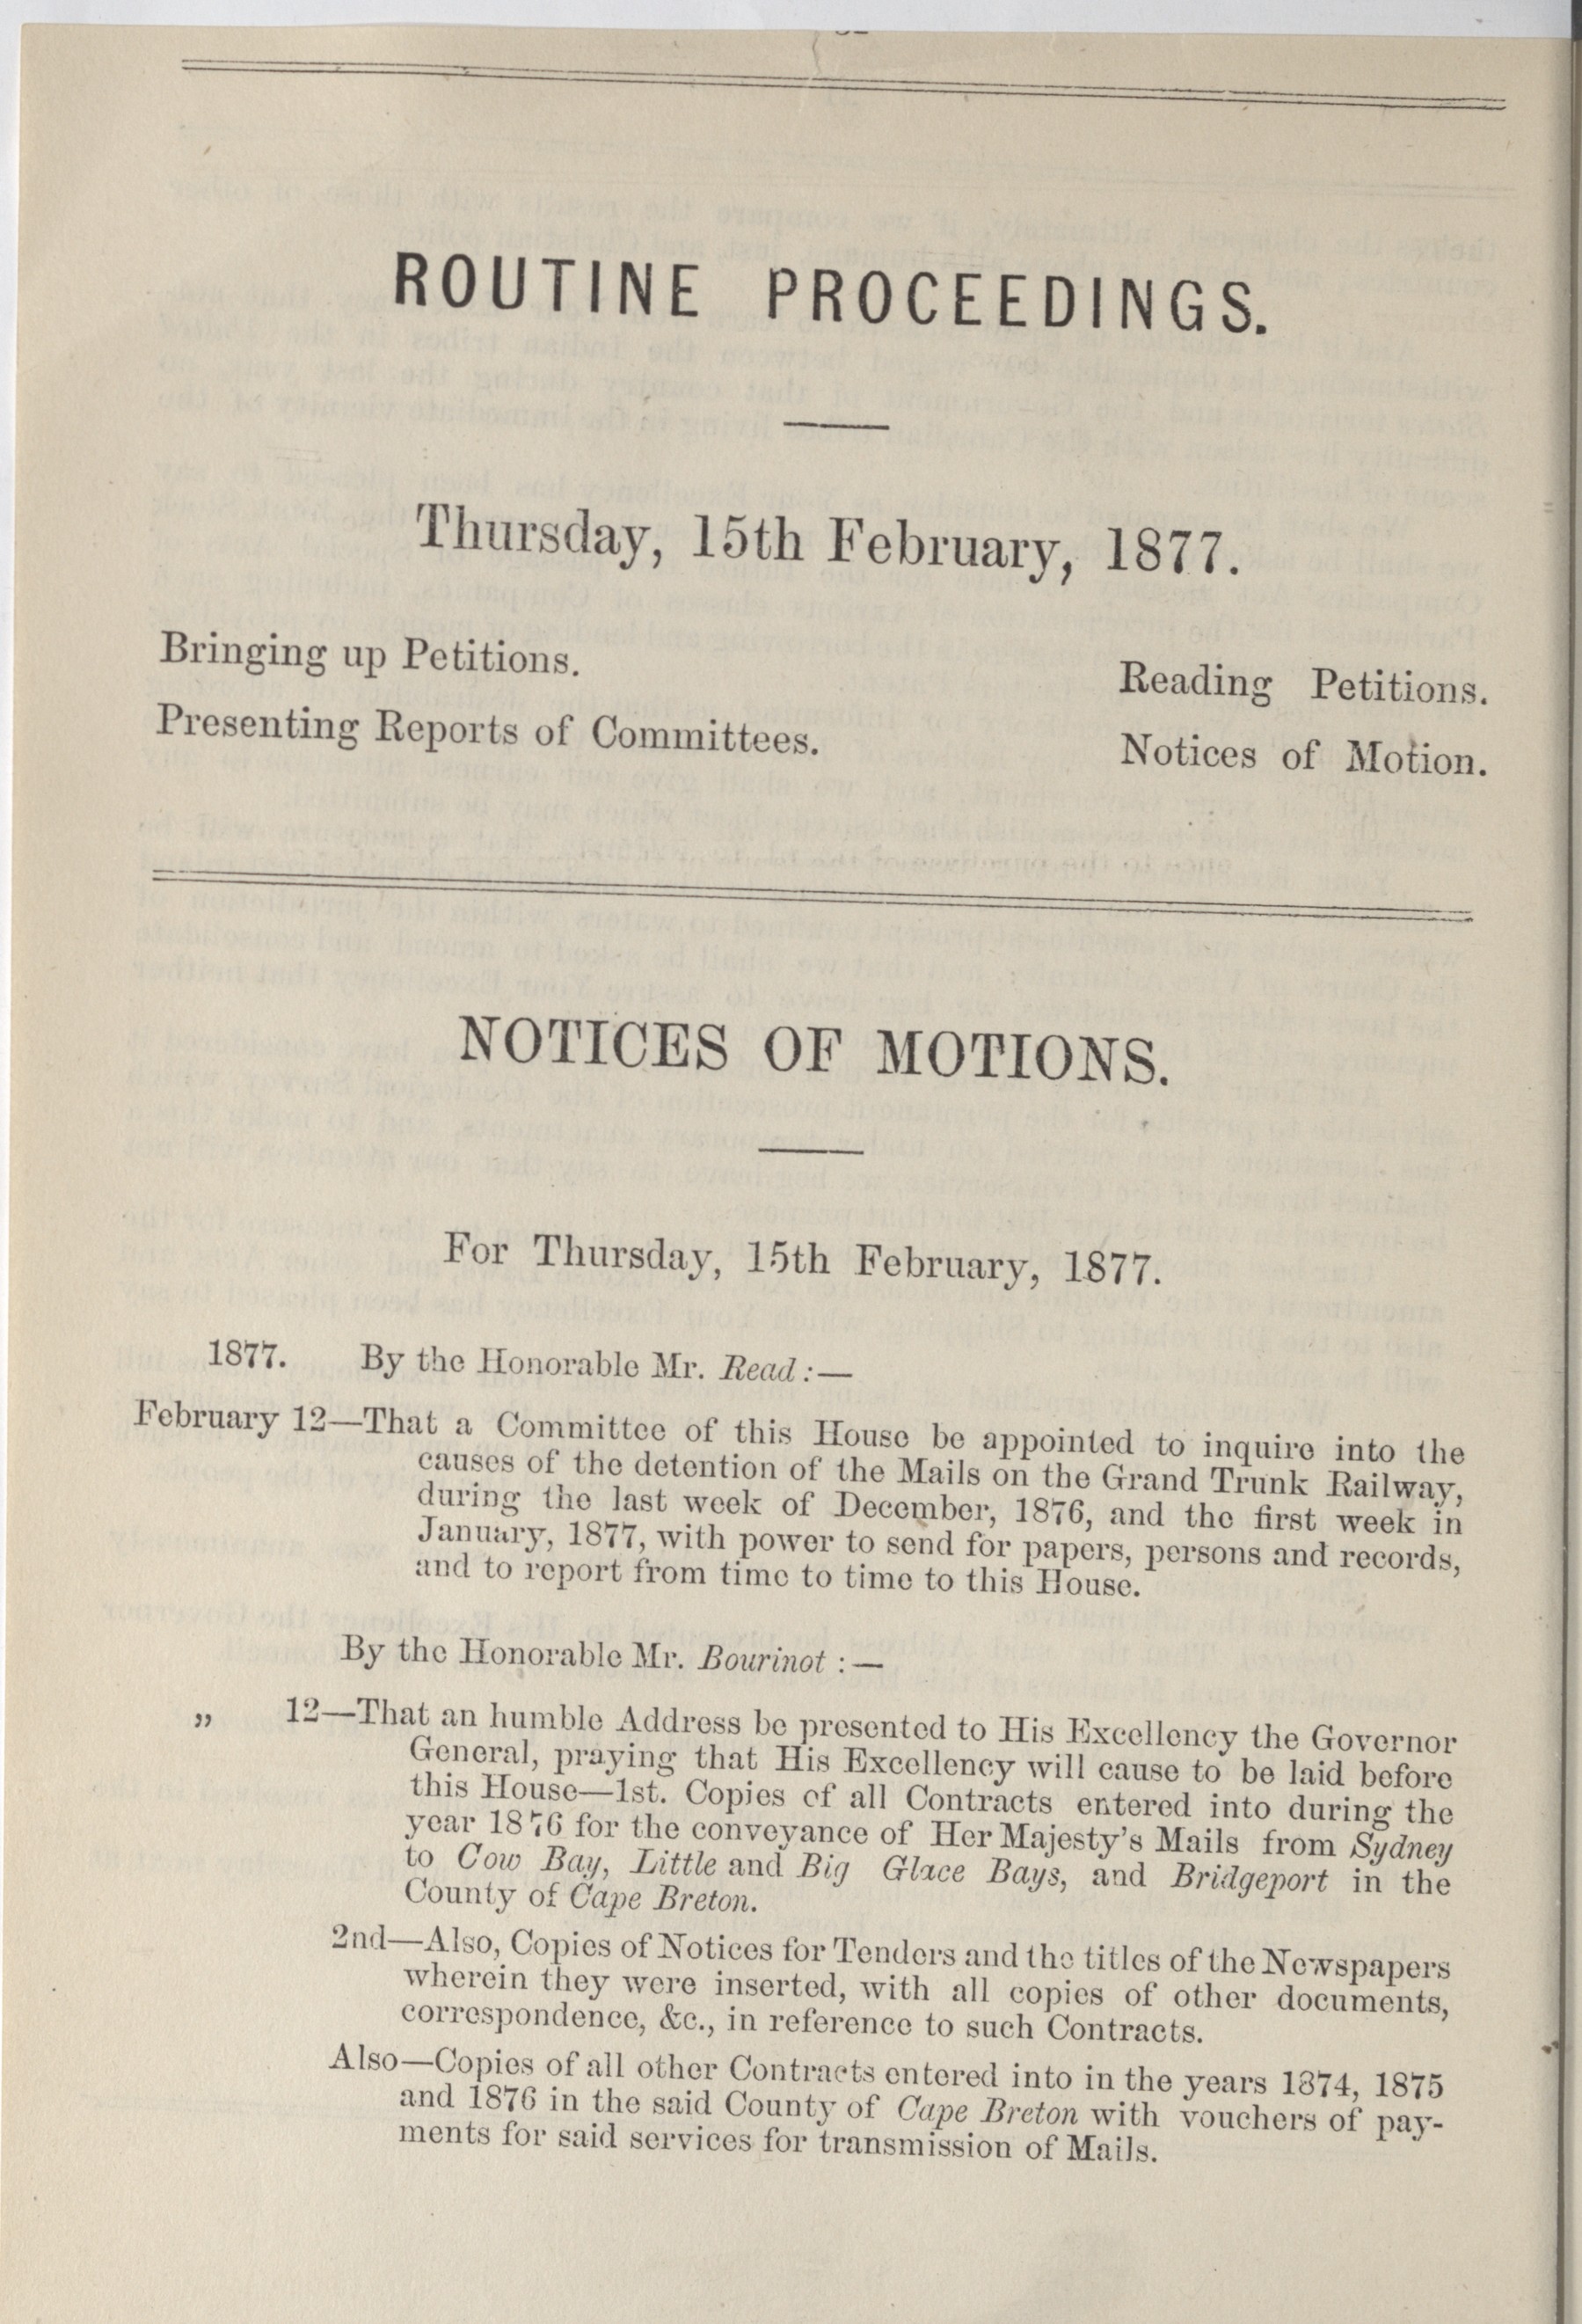 ROUTINE PROCEEDINGS.
Thursday, 15th February, 1877.
Bringing up Petitions.
Reading Petitions.
Presenting Reports of Committees.
Notices of Motion.
NOTICES OF MOTIONS.
For Thursday, 15th February, 1877.
1877. By the Honorable Mr. Read :—
February 12—That a Committee of this House be appointed to inquire into the
causes of the detention of the Mails on the Grand Trunk Railway,
during the last week of December, 1876, and the first week in
January, 1877, with power to send for papers, persons and records,
and to report from time to time to this House.
By the Honorable Mr. Bourinot :—
„ 12—That an humble Address be presented to His Excellency the Governor
General, praying that His Excellency will cause to be laid before
this House—1st. Copies of all Contracts entered into during the
year 1876 for the conveyance of Her Majesty's Mails from Sydney
to Cow Bay, Little and Big Glace Bays, and Bridgeport in the
County of Cape Breton.
2nd—Also, Copies of Notices for Tenders and the titles of the Newspapers
wherein they were inserted, with all copies of other documents,
correspondence, &c., in reference to such Contracts.
Also—Copies of all other Contracts entered into in the years 1874, 1875
and 1876 in the said County of Cape Breton with vouchers of pay-
ments for said services for transmission of Mails.